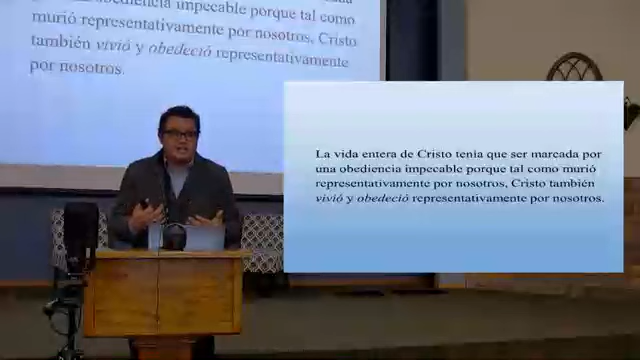 obediencia impecable porque tal como
murió representativamente por nosotros, Cristo
también vivió y obedeció representativamente
por nosotros.
La vida entera de Cristo tenía que ser marcada por
una obediencia impecable porque tal como murió
representativamente por nosotros, Cristo también
vivió y obedeció representativamente por nosotros.